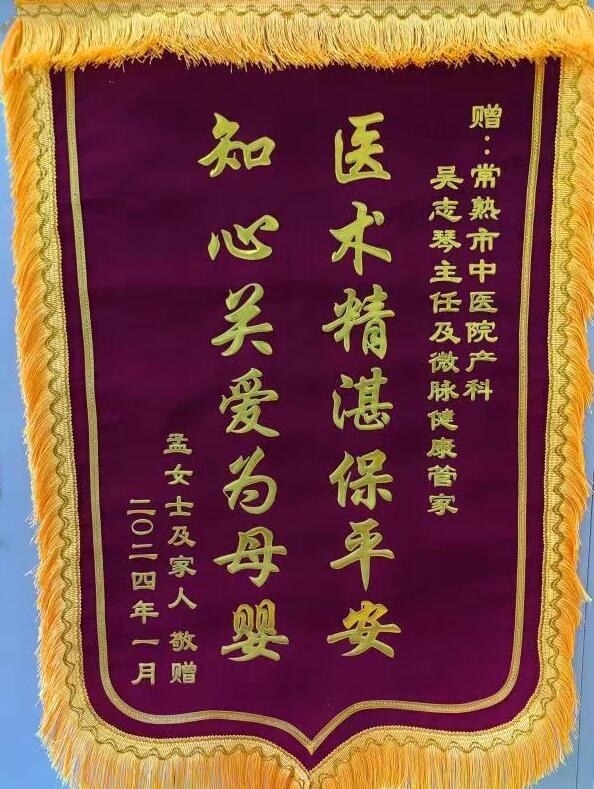 赠：常熟市中医院产科
吴志琴主任及微脉健康管家
医术精湛保平安
知心关爱为母婴
孟女士及家人 敬赠
二〇二四年一月